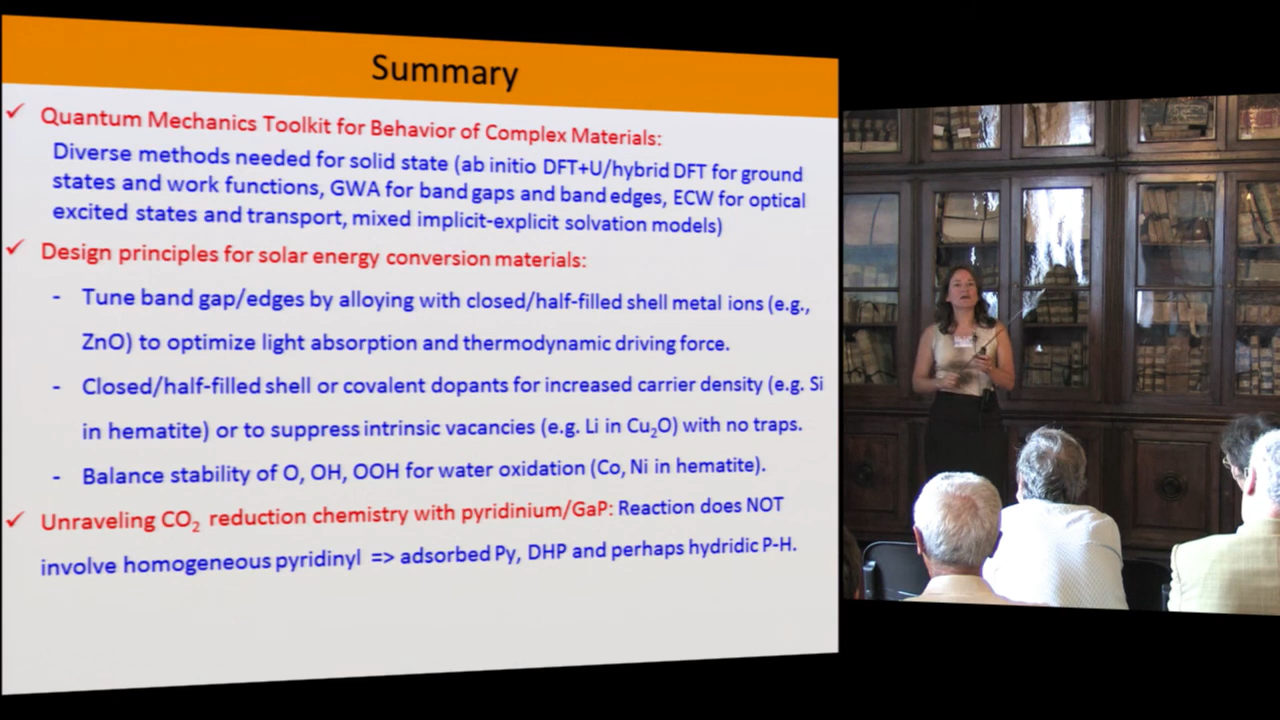 Summary
✓ Quantum Mechanics Toolkit for Behavior of Complex Materials:
Diverse methods needed for solid state (ab initio DFT+U/hybrid DFT for ground
states and work functions, GWA for band gaps and band edges, ECW for optical
excited states and transport, mixed implicit-explicit solvation models)
✓ Design principles for solar energy conversion materials:
- Tune band gap/edges by alloying with closed/half-filled shell metal ions (e.g.,
ZnO) to optimize light absorption and thermodynamic driving force.
- Closed/half-filled shell or covalent dopants for increased carrier density (e.g. Si
in hematite) or to suppress intrinsic vacancies (e.g. Li in Cu₂O) with no traps.
- Balance stability of O, OH, OOH for water oxidation (Co, Ni in hematite).
✓ Unraveling CO₂ reduction chemistry with pyridinium/GaP: Reaction does NOT
involve homogeneous pyridinyl => adsorbed Py, DHP and perhaps hydridic P-H.